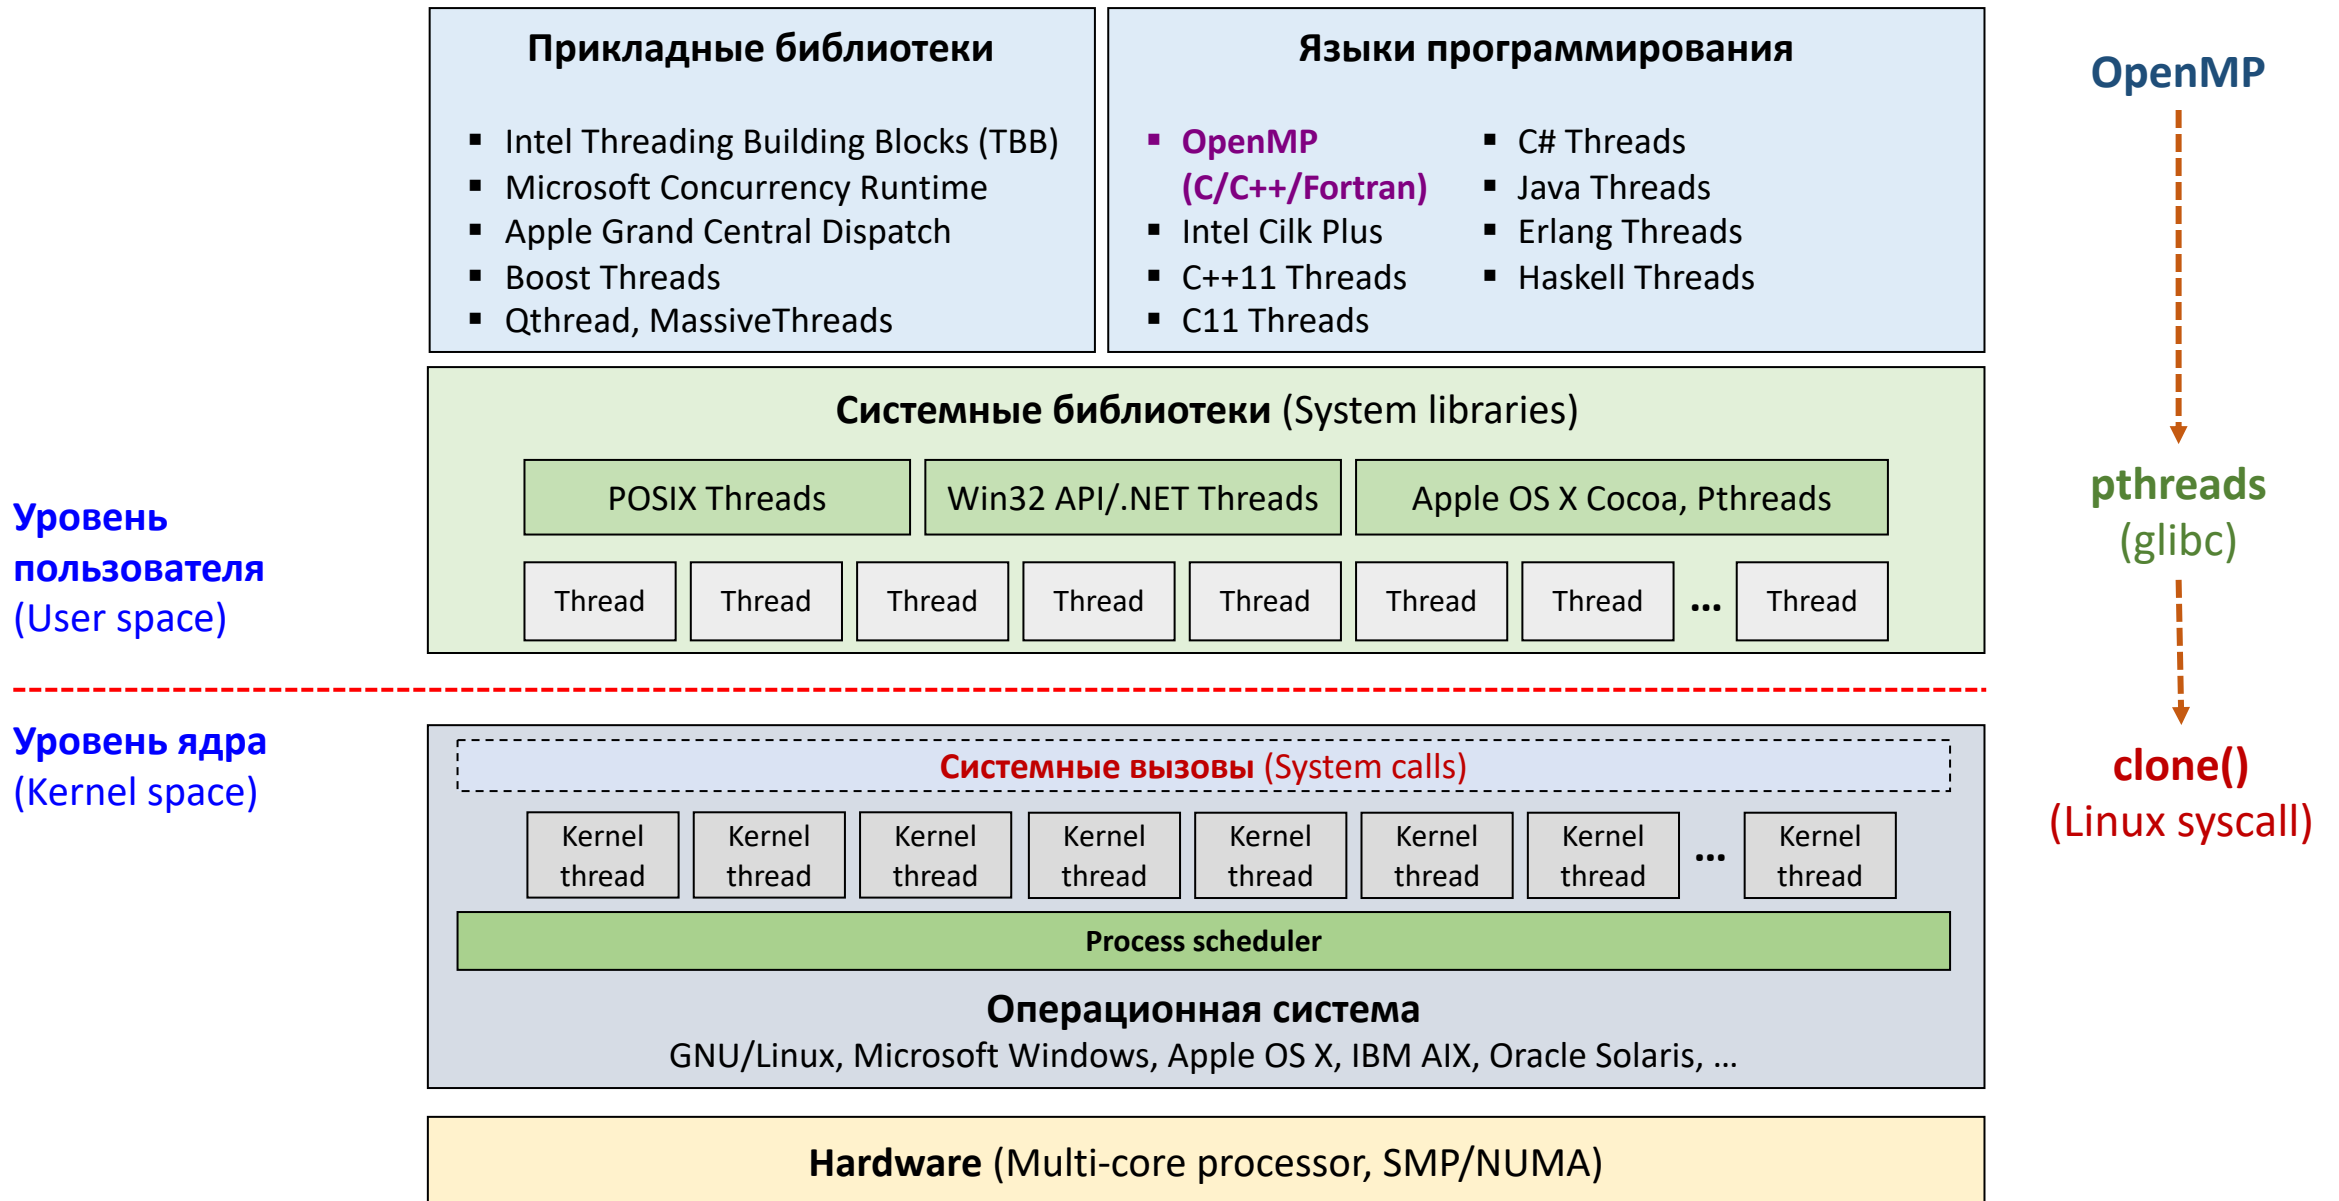 Прикладные библиотеки
▪ Intel Threading Building Blocks (TBB)
▪ Microsoft Concurrency Runtime
▪ Apple Grand Central Dispatch
▪ Boost Threads
▪ Qthread, MassiveThreads
Языки программирования
▪ OpenMP
(C/C++/Fortran)
▪ Intel Cilk Plus
▪ C++11 Threads
▪ C11 Threads
▪ C# Threads
▪ Java Threads
▪ Erlang Threads
▪ Haskell Threads
OpenMP
Системные библиотеки (System libraries)
POSIX Threads
Win32 API/.NET Threads
Apple OS X Cocoa, Pthreads
Thread Thread Thread Thread Thread Thread Thread ... Thread
Уровень
пользователя
(User space)
pthreads
(glibc)
Уровень ядра
(Kernel space)
Системные вызовы (System calls)
Kernel Kernel Kernel Kernel Kernel Kernel Kernel ... Kernel
thread thread thread thread thread thread thread thread
Process scheduler
Операционная система
GNU/Linux, Microsoft Windows, Apple OS X, IBM AIX, Oracle Solaris, ...
clone()
(Linux syscall)
Hardware (Multi-core processor, SMP/NUMA)